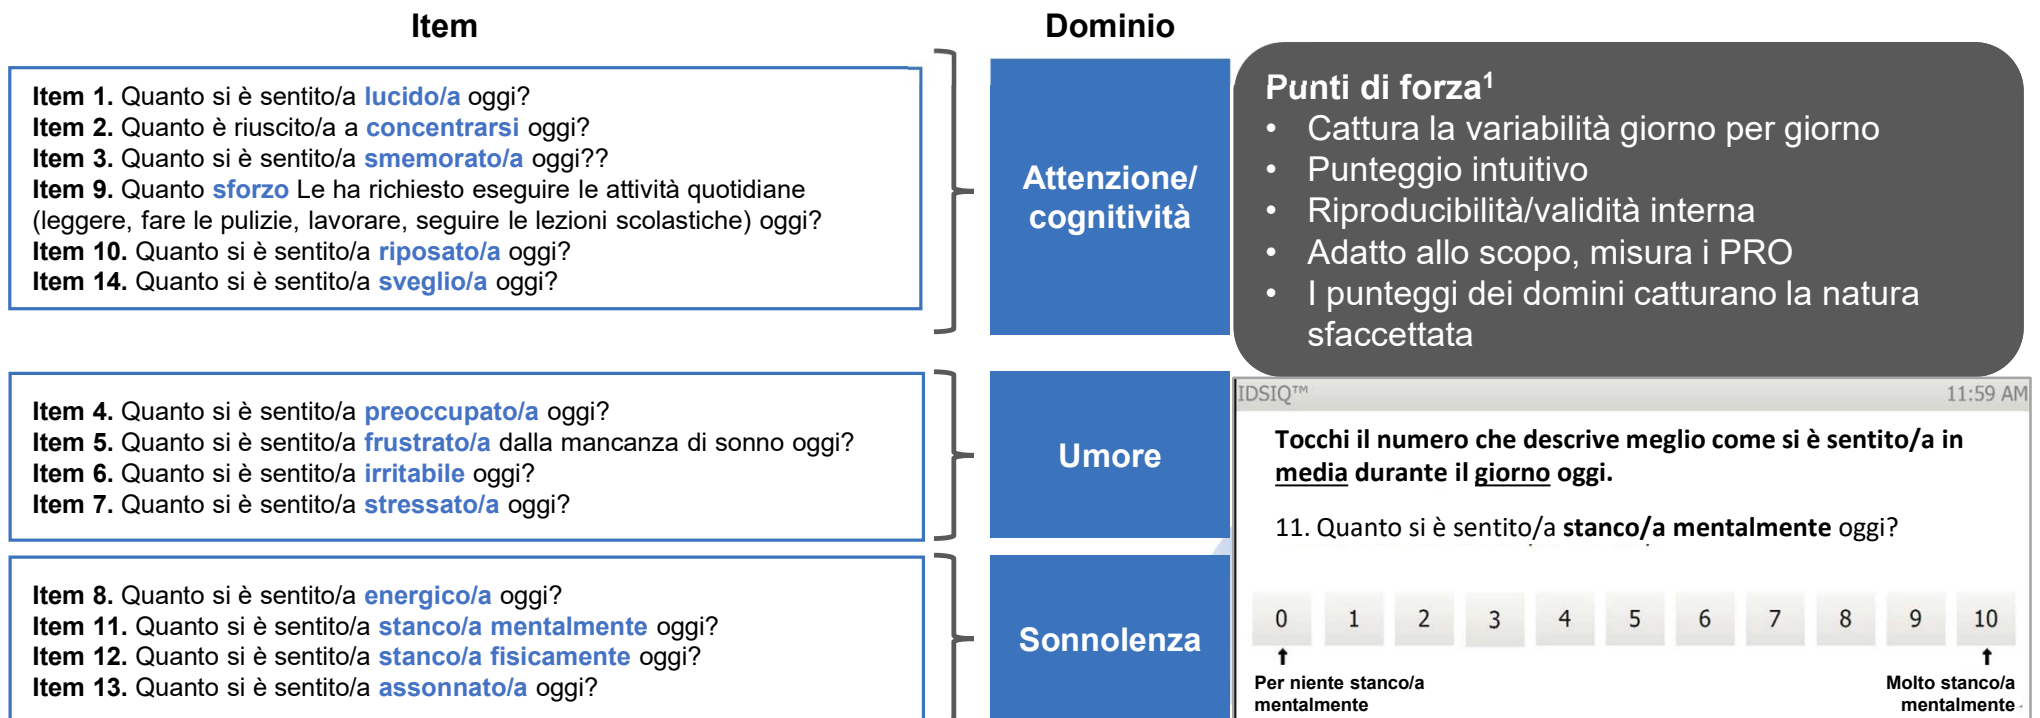 Item
Dominio
Item 1. Quanto si è sentito/a lucido/a oggi?
Item 2. Quanto è riuscito/a a concentrarsi oggi?
Item 3. Quanto si è sentito/a smemorato/a oggi??
Item 9. Quanto sforzo Le ha richiesto eseguire le attività quotidiane
(leggere, fare le pulizie, lavorare, seguire le lezioni scolastiche) oggi?
Item 10. Quanto si è sentito/a riposato/a oggi?
Item 14. Quanto si è sentito/a sveglio/a oggi?
Attenzione/
cognitività
Punti di forza1
• Cattura la variabilità giorno per giorno
• Punteggio intuitivo
• Riproducibilità/validità interna
• Adatto allo scopo, misura i PRO
• I punteggi dei domini catturano la natura
sfaccettata
Item 4. Quanto si è sentito/a preoccupato/a oggi?
Item 5. Quanto si è sentito/a frustrato/a dalla mancanza di sonno oggi?
Item 6. Quanto si è sentito/a irritabile oggi?
Item 7. Quanto si è sentito/a stressato/a oggi?
Umore
Item 8. Quanto si è sentito/a energico/a oggi?
Item 11. Quanto si è sentito/a stanco/a mentalmente oggi?
Item 12. Quanto si è sentito/a stanco/a fisicamente oggi?
Item 13. Quanto si è sentito/a assonnato/a oggi?
Sonnolenza
IDSIQ™ 11:59 AM
Tocchi il numero che descrive meglio come si è sentito/a in
media durante il giorno oggi.
11. Quanto si è sentito/a stanco/a mentalmente oggi?
0 1 2 3 4 5 6 7 8 9 10
Per niente stanco/a
mentalmente
Molto stanco/a
mentalmente